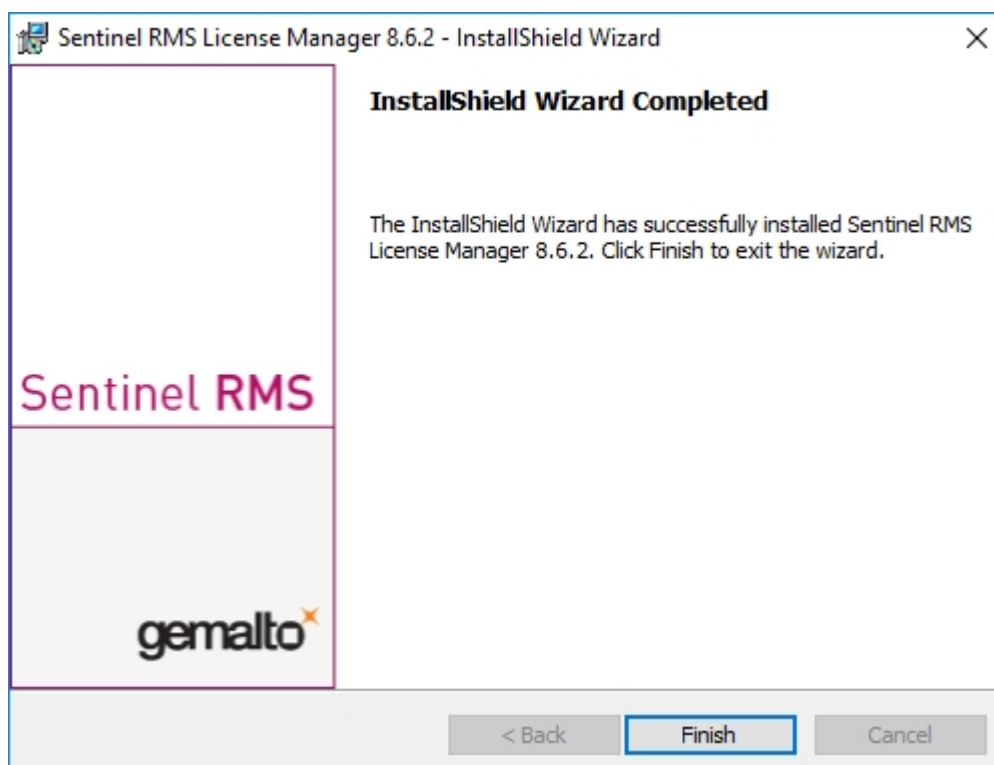 Sentinel RMS License Manager 8.6.2 - InstallShield Wizard
InstallShield Wizard Completed
The InstallShield Wizard has successfully installed Sentinel RMS
License Manager 8.6.2. Click Finish to exit the wizard.
Sentinel RMS
gemalto
< Back
Finish
Cancel